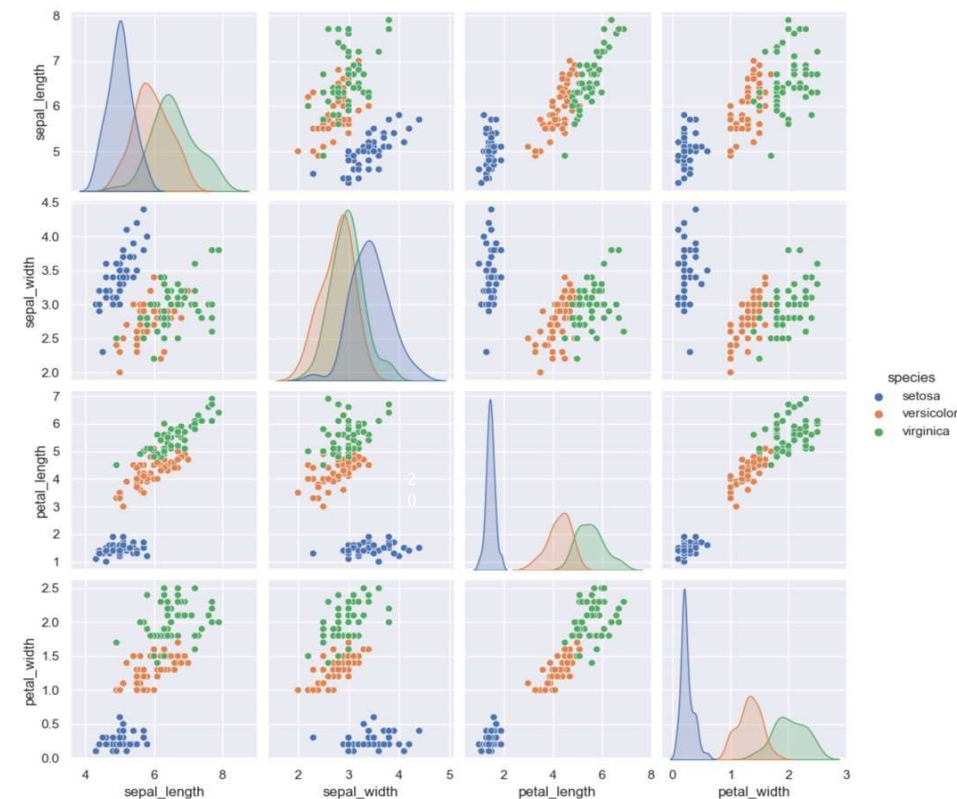 8
7
6
5
sepal_length
4.5
4.0
3.5
3.0
2.5
2.0
sepal_width
7
6
5
4
3
2
1
petal_length
2
0
2.5
2.0
1.5
1.0
0.5
0.0
petal_width
4 6 8
sepal_length
2 3 4 5
sepal_width
2 4 6 8
petal_length
0 1 2 3
petal_width
species
setosa
versicolor
virginica